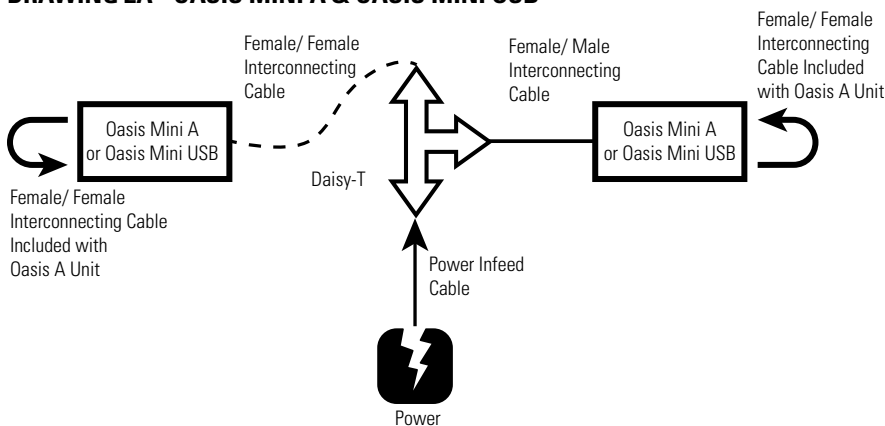 DRAWING 2A - OASIS MINI A & OASIS MINI USB
Female/ Female
Interconnecting
Cable
Female/ Male
Interconnecting
Cable
Female/ Female
Interconnecting
Cable Included
with Oasis A Unit
Oasis Mini A
or Oasis Mini USB
Daisy-T
Oasis Mini A
or Oasis Mini USB
Female/ Female
Interconnecting Cable
Included with
Oasis A Unit
Power Infeed
Cable
Power